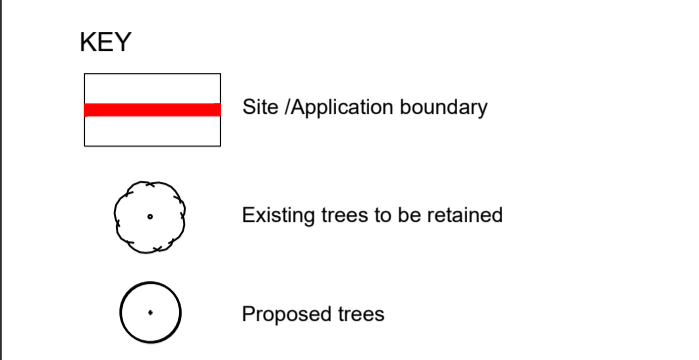 KEY
Site /Application boundary
Existing trees to be retained
Proposed trees